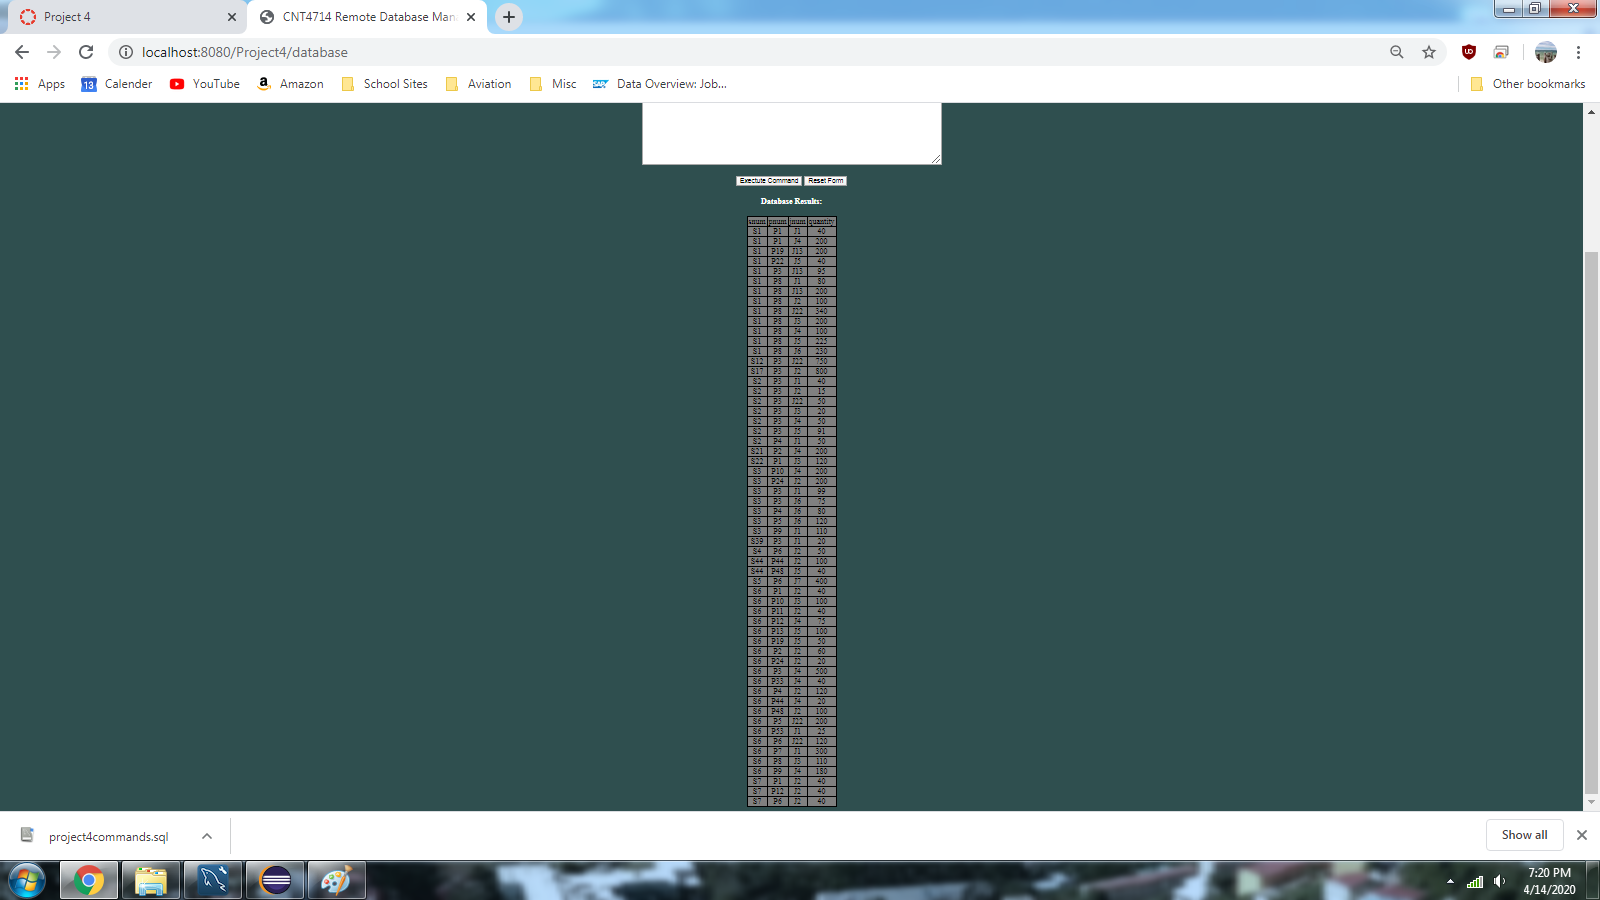 Project 4
CNT4714 Remote Database Man
localhost:8080/Project4/database
Apps
13 Calender
YouTube
Amazon
School Sites
Aviation
Misc
SAP Data Overview: Job...
Other bookmarks
Exectute Command Reset Form
Database Results:
snum pnum jnum quantity
S1 P1 J1 40
S1 P1 J4 200
S1 P19 J13 200
S1 P22 J5 40
S1 P3 J13 95
S1 P8 J1 80
S1 P8 J13 200
S1 P8 J2 100
S1 P8 J22 340
S1 P8 J3 200
S1 P8 J4 100
S1 P8 J5 225
S1 P8 J6 230
S12 P3 J22 750
S17 P3 J2 800
S2 P3 J1 40
S2 P3 J2 15
S2 P3 J22 50
S2 P3 J3 20
S2 P3 J4 50
S2 P3 J5 91
S2 P4 J1 50
S21 P2 J4 200
S22 P1 J3 120
S3 P10 J4 200
S3 P24 J2 200
S3 P3 J1 99
S3 P3 J6 75
S3 P4 J6 80
S3 P5 J6 120
S3 P9 J1 110
S39 P3 J1 20
S4 P6 J2 50
S44 P44 J2 100
S44 P48 J5 40
S5 P6 J7 400
S6 P1 J2 40
S6 P10 J3 100
S6 P11 J2 40
S6 P12 J4 75
S6 P13 J5 100
S6 P19 J5 50
S6 P2 J2 60
S6 P24 J2 20
S6 P3 J4 500
S6 P33 J4 40
S6 P4 J2 120
S6 P44 J4 20
S6 P48 J2 100
S6 P5 J22 200
S6 P53 J1 25
S6 P6 J22 120
S6 P7 J1 300
S6 P8 J3 110
S6 P9 J4 180
S7 P1 J2 40
S7 P12 J2 40
S7 P6 J2 40
project4commands.sql
Show all
7:20 PM
4/14/2020